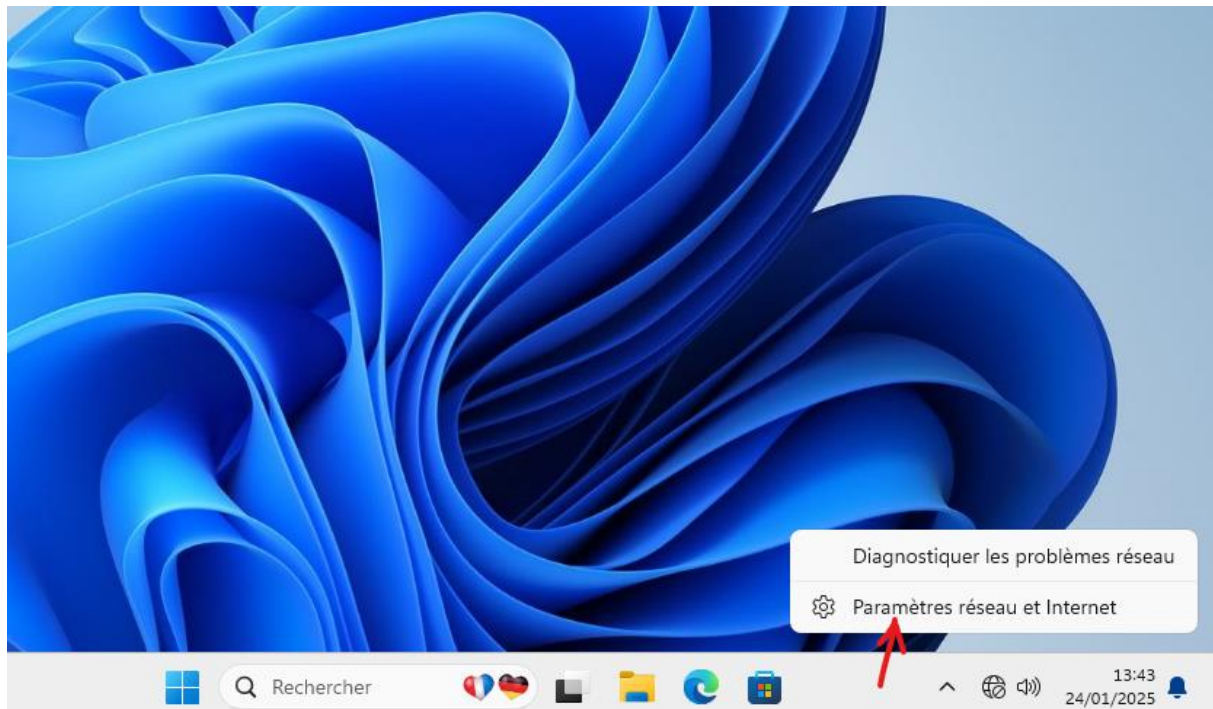 Diagnostiquer les problèmes réseau
Paramètres réseau et Internet
Rechercher
13:43
24/01/2025